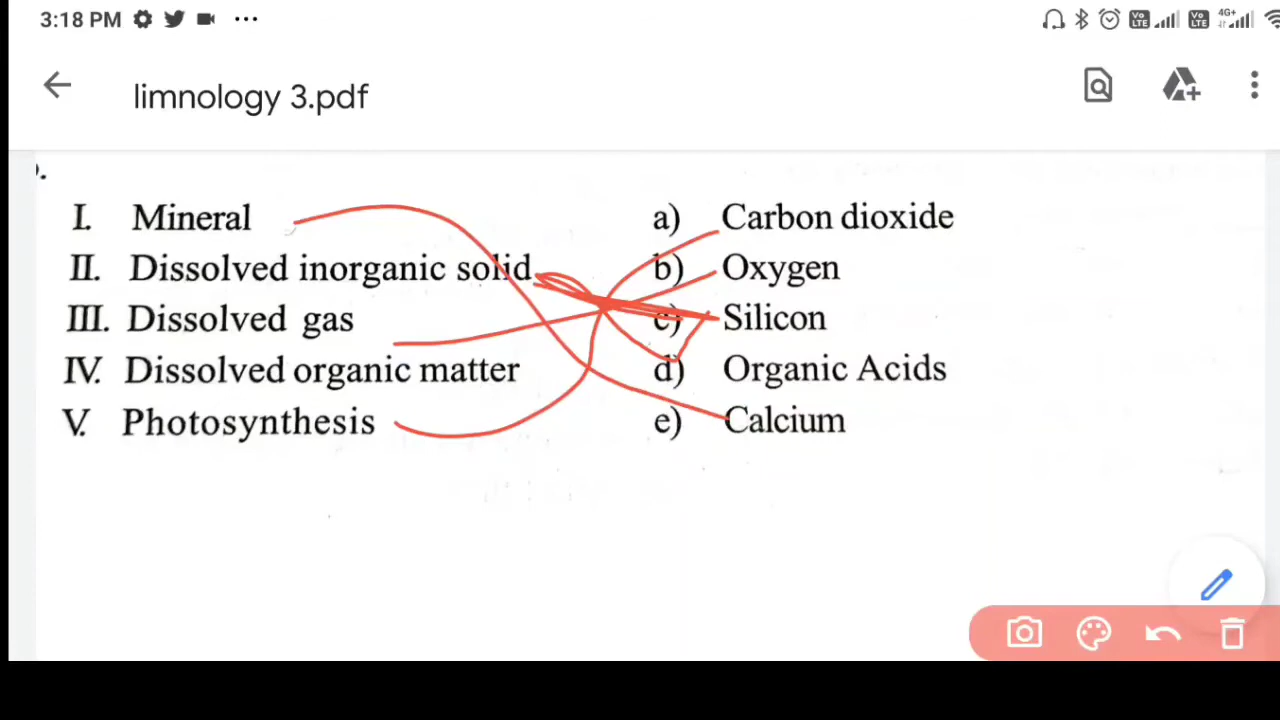 3:18 PM
limnology 3.pdf
I. Mineral a) Carbon dioxide
II. Dissolved inorganic solid b) Oxygen
III. Dissolved gas c) Silicon
IV. Dissolved organic matter d) Organic Acids
V. Photosynthesis e) Calcium